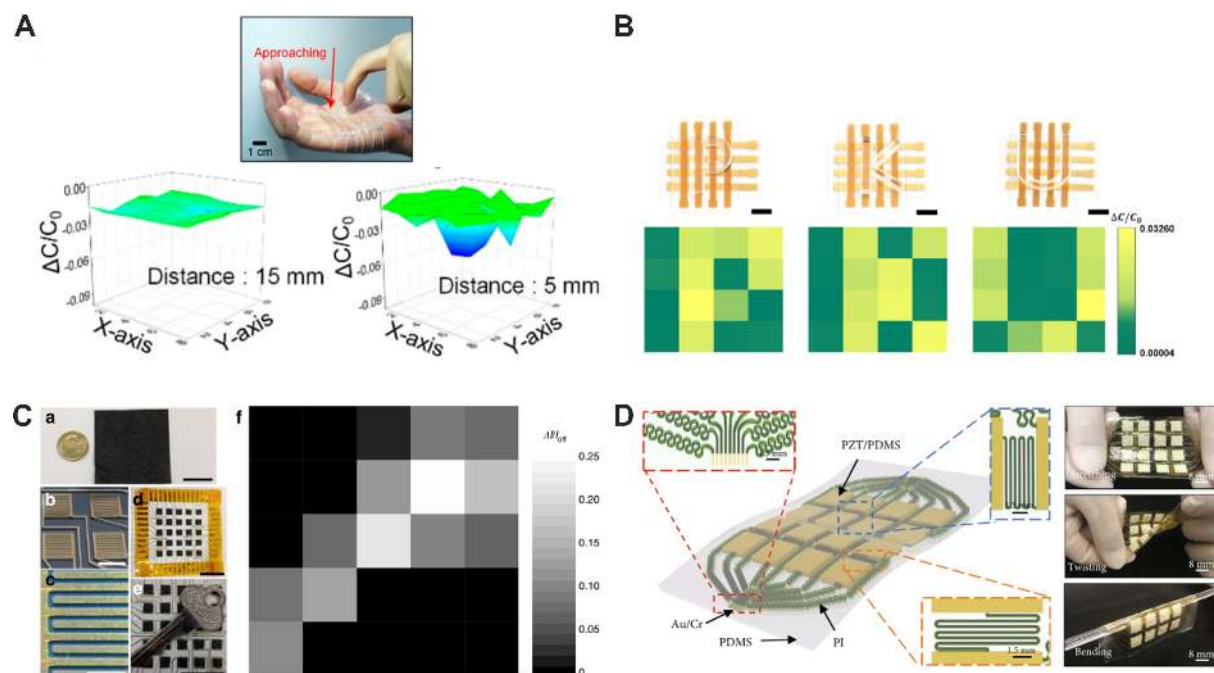 A
Approaching
1 cm
0.00
-0.03
-0.06
-0.09
ΔC/C0
Distance : 15 mm
X-axis
Y-axis
0.00
-0.03
-0.06
-0.09
ΔC/C0
Distance : 5 mm
X-axis
Y-axis
B
ΔC/C0
0.03260
0.00004
C
a
b
c
d
e
f
0.25
0.20
0.15
0.10
0.05
0.00
D
PZT/PDMS
Au/Cr
PDMS
PI
1.5 mm
8 mm
Twisting
8 mm
Bending
8 mm